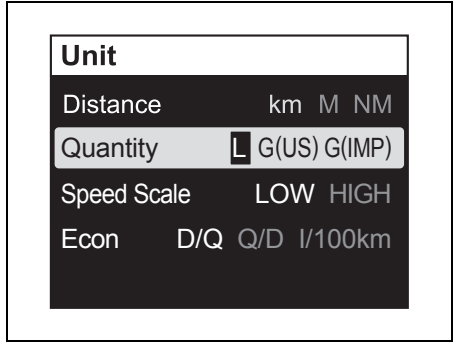 Unit
Distance km M NM
Quantity L G(US) G(IMP)
Speed Scale LOW HIGH
Econ D/Q Q/D l/100km